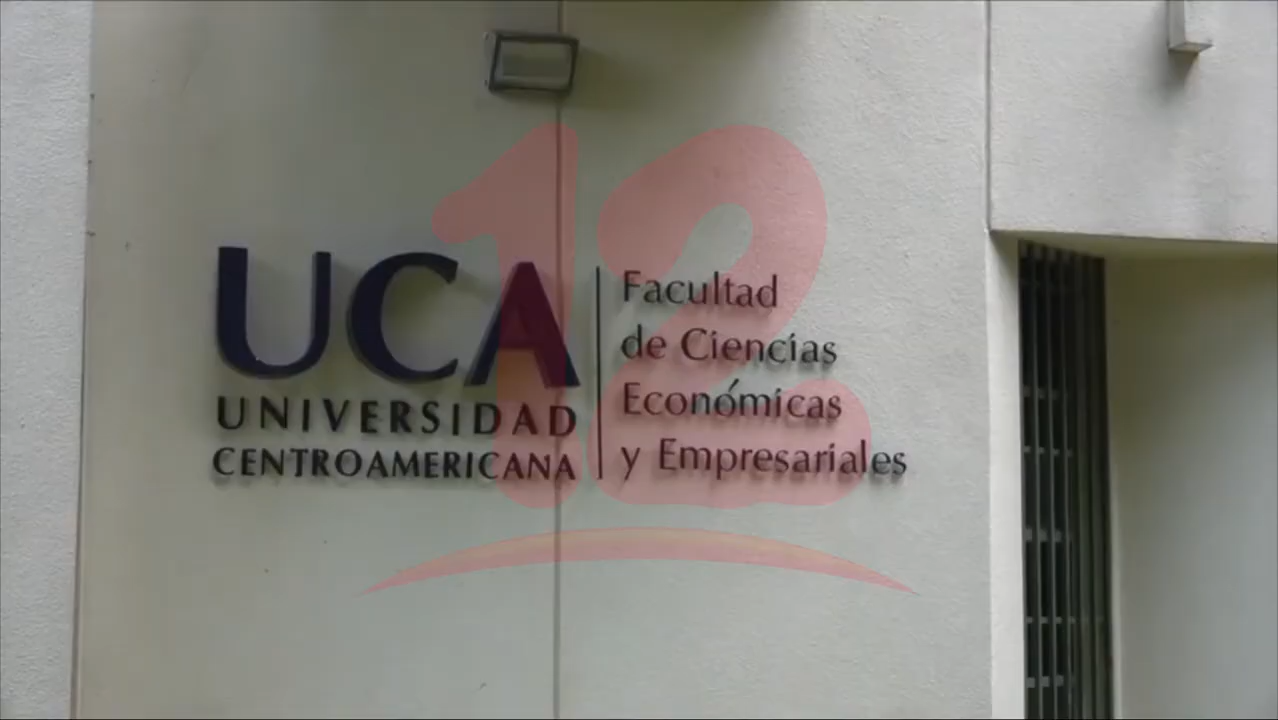 UCA
UNIVERSIDAD
CENTROAMERICANA
Facultad
de Ciencias
Económicas
y Empresariales
12